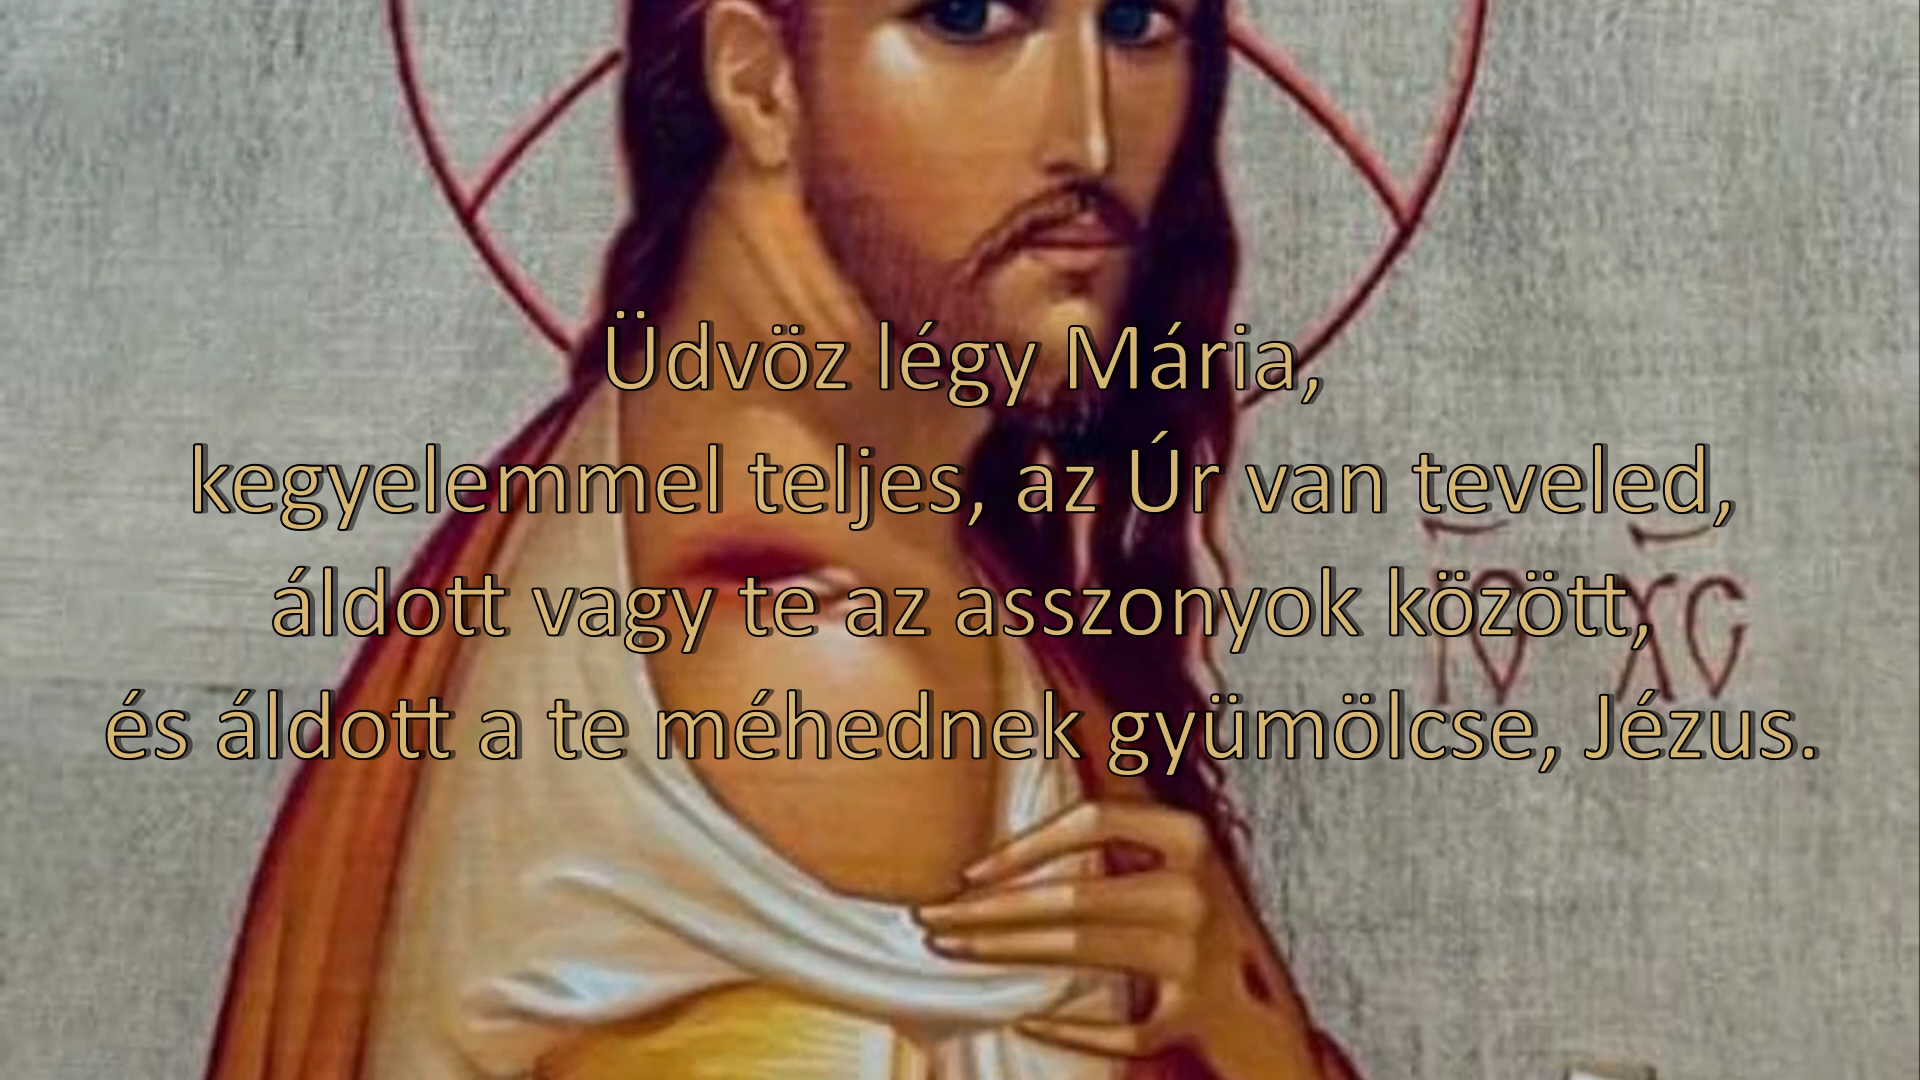 Üdvöz légy Mária,
kegyelemmel teljes, az Úr van teveled,
áldott vagy te az asszonyok között,
és áldott a te méhednek gyümölcse, Jézus.